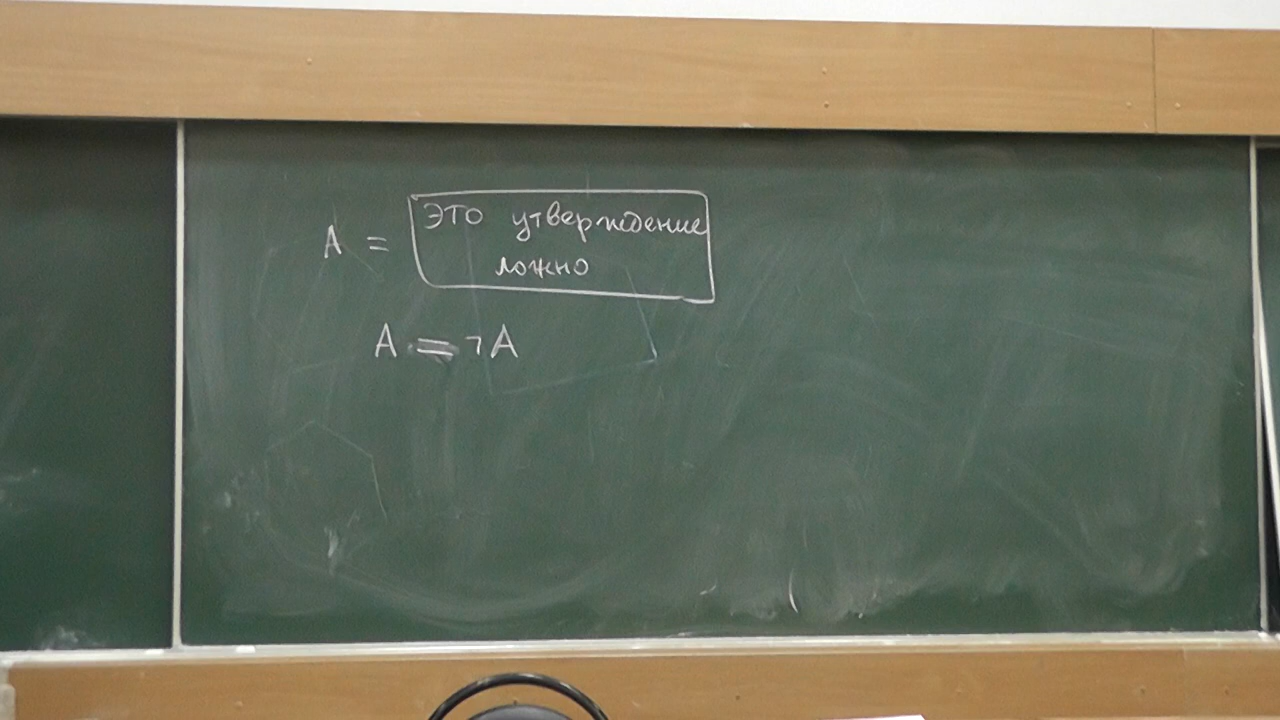 A = это утверждение
ложно
A = ¬A